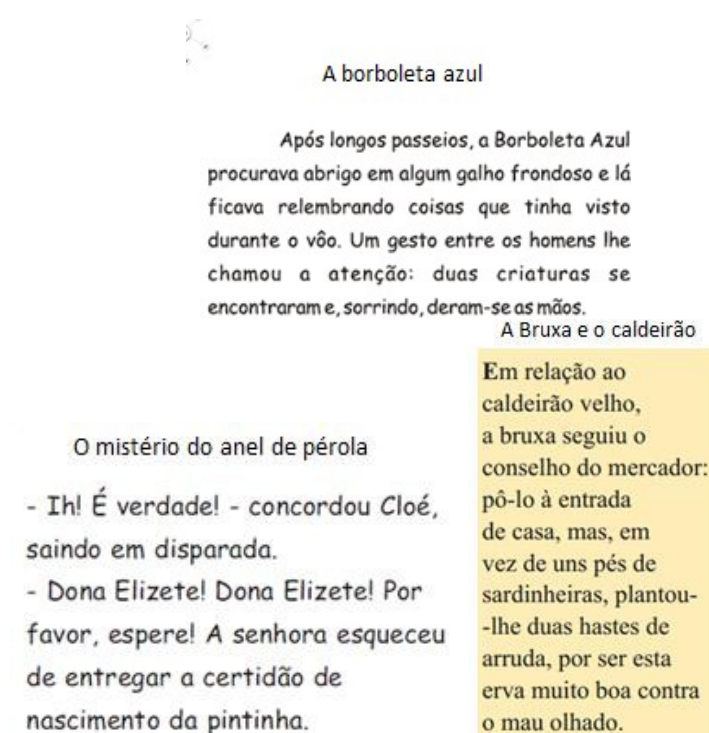 A borboleta azul
Após longos passeios, a Borboleta Azul
procurava abrigo em algum galho frondoso e lá
ficava relembrando coisas que tinha visto
durante o vôo. Um gesto entre os homens lhe
chamou a atenção: duas criaturas se
encontraram e, sorrindo, deram-se as mãos.
A Bruxa e o caldeirão
Em relação ao
caldeirão velho,
a bruxa seguiu o
conselho do mercador:
pô-lo à entrada
de casa, mas, em
vez de uns pés de
sardinheiras, plantou-
-lhe duas hastes de
arruda, por ser esta
erva muito boa contra
o mau olhado.
O mistério do anel de pérola
- Ih! É verdade! - concordou Cloé,
saindo em disparada.
- Dona Elizete! Dona Elizete! Por
favor, espere! A senhora esqueceu
de entregar a certidão de
nascimento da pintinha.